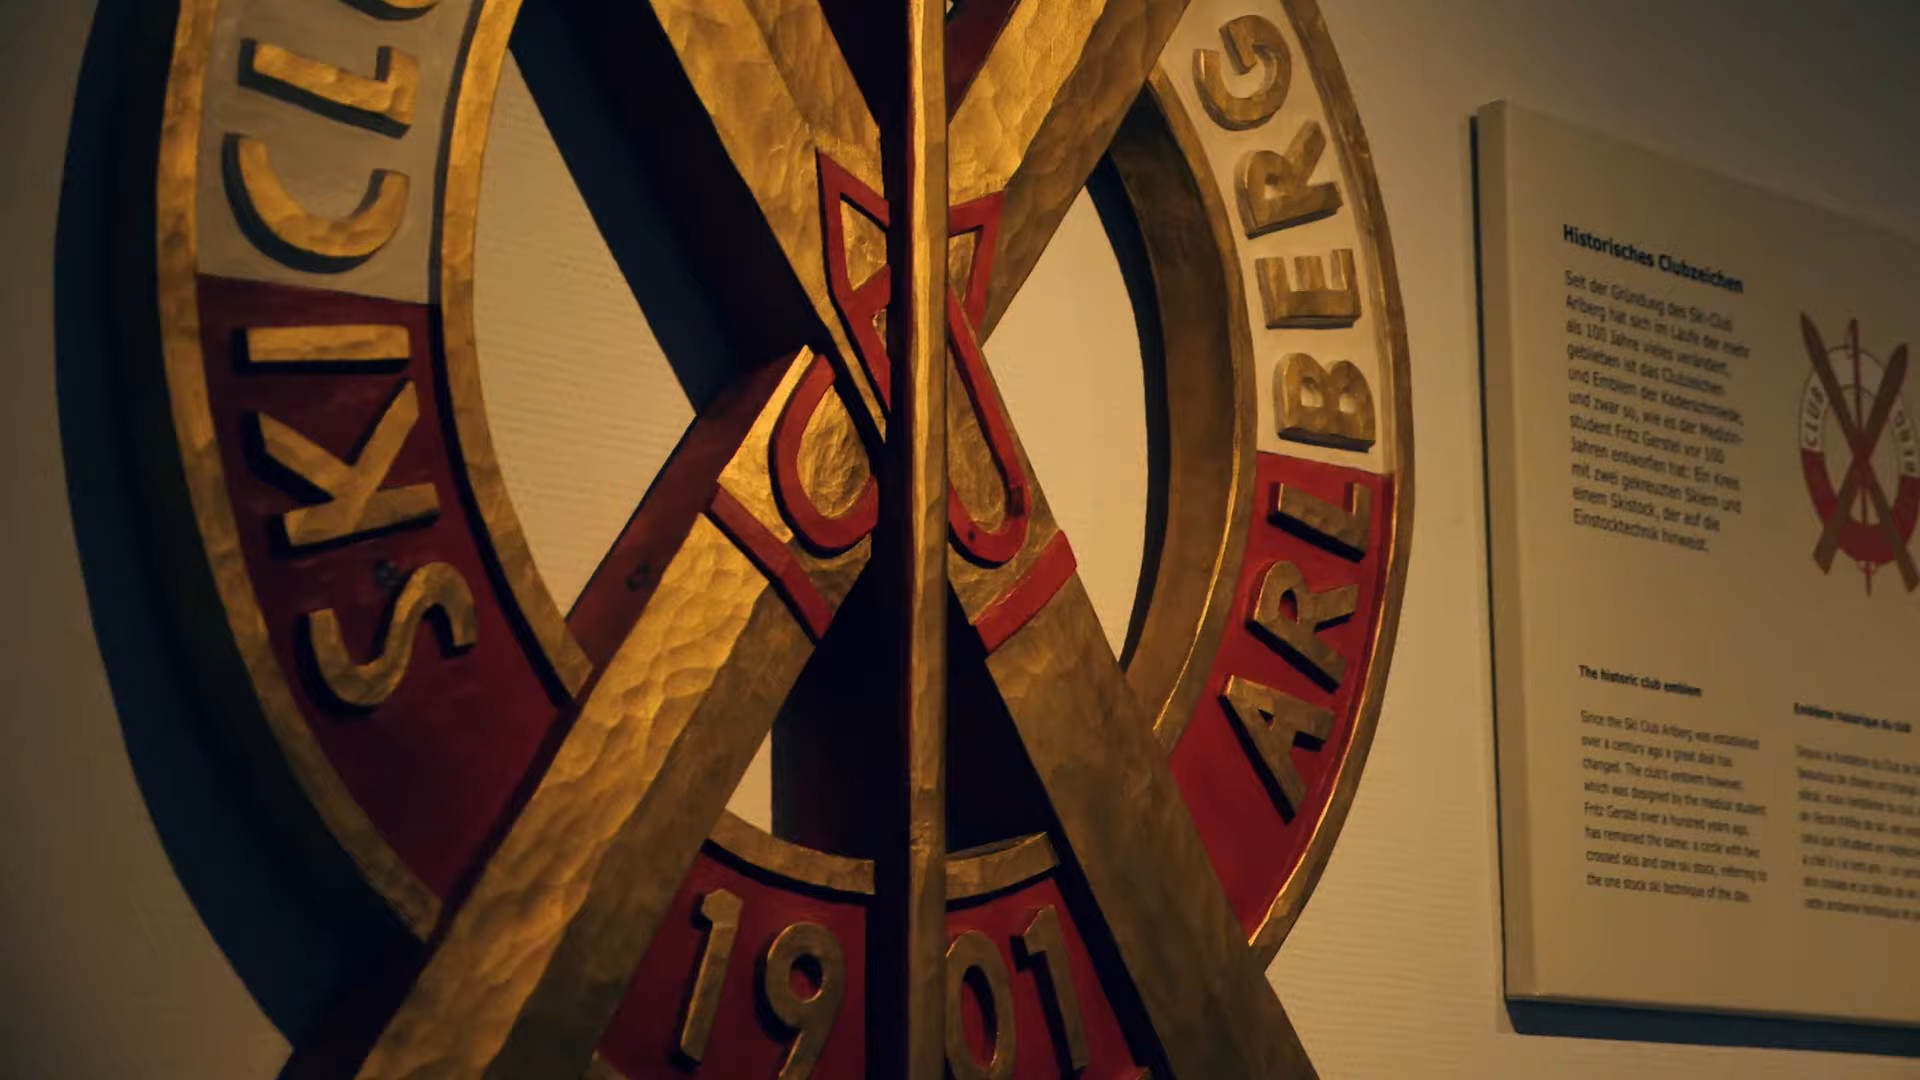 SKI CLU
ARLBERG
1901
Historisches Clubzeichen
Seit der Gründung des Ski-Club
Arlberg hat sich im Laufe der mehr
als 100 Jahre vieles verändert,
geblieben ist das Clubzeichen
und Emblem der Kaderschmiede,
und zwar so, wie es der Medizin-
student Fritz Gerstel vor 100
Jahren entworfen hat: Ein Kreis
mit zwei gekreuzten Skiern und
einem Skistock, der auf die
Einstocktechnik hinweist.
CLUB
The historic club emblem
Since the Ski Club Arlberg was established
over a century ago a great deal has
changed. The club's emblem however,
which was designed by the medical student
Fritz Gerstel over a hundred years ago,
has remained the same: a circle with two
crossed skis and one ski stock, referring to
the one stock ski technique of the day.
Emblème historique du club